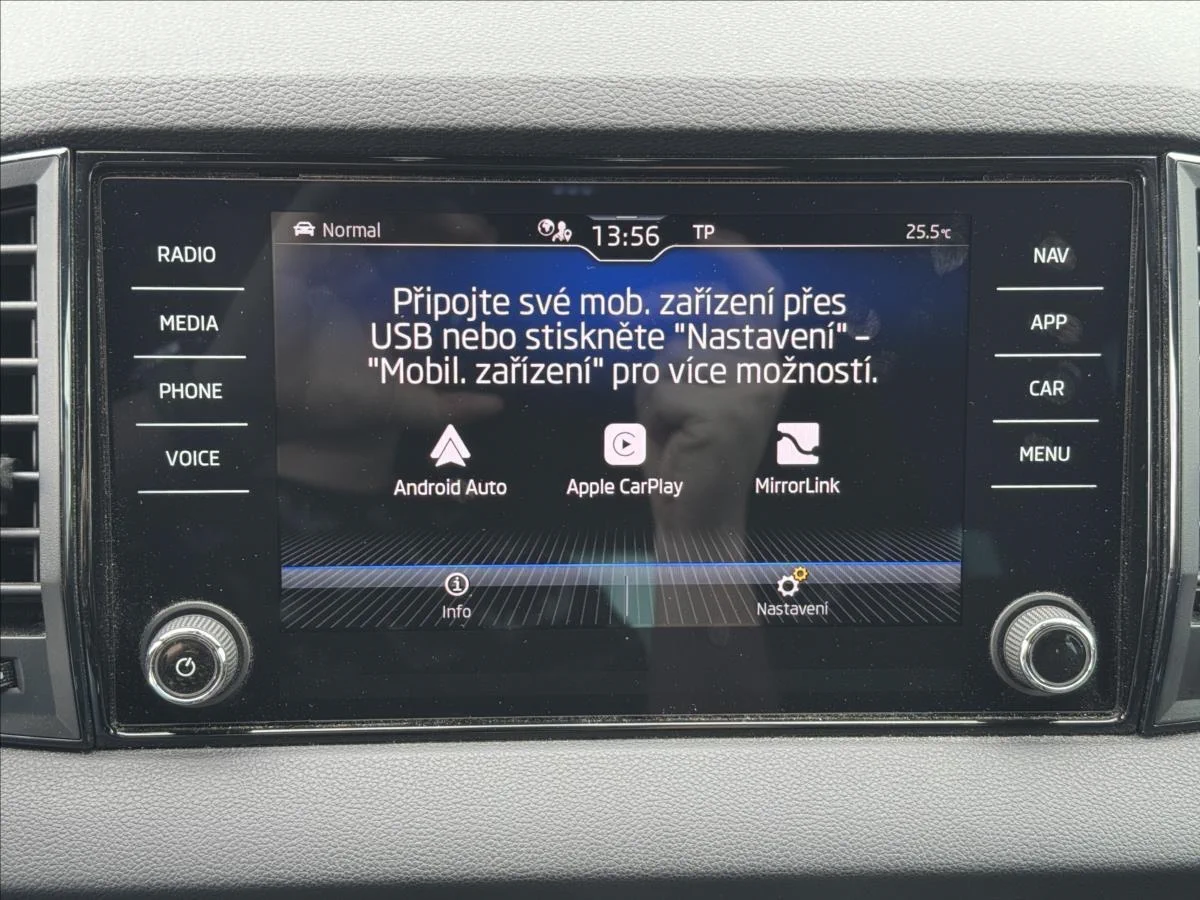 Normal 13:56 TP 25.5°C
RADIO
MEDIA
PHONE
VOICE
Připojte své mob. zařízení přes
USB nebo stiskněte "Nastavení" –
"Mobil. zařízení" pro více možností.
Android Auto Apple CarPlay MirrorLink
Info Nastavení
NAV
APP
CAR
MENU